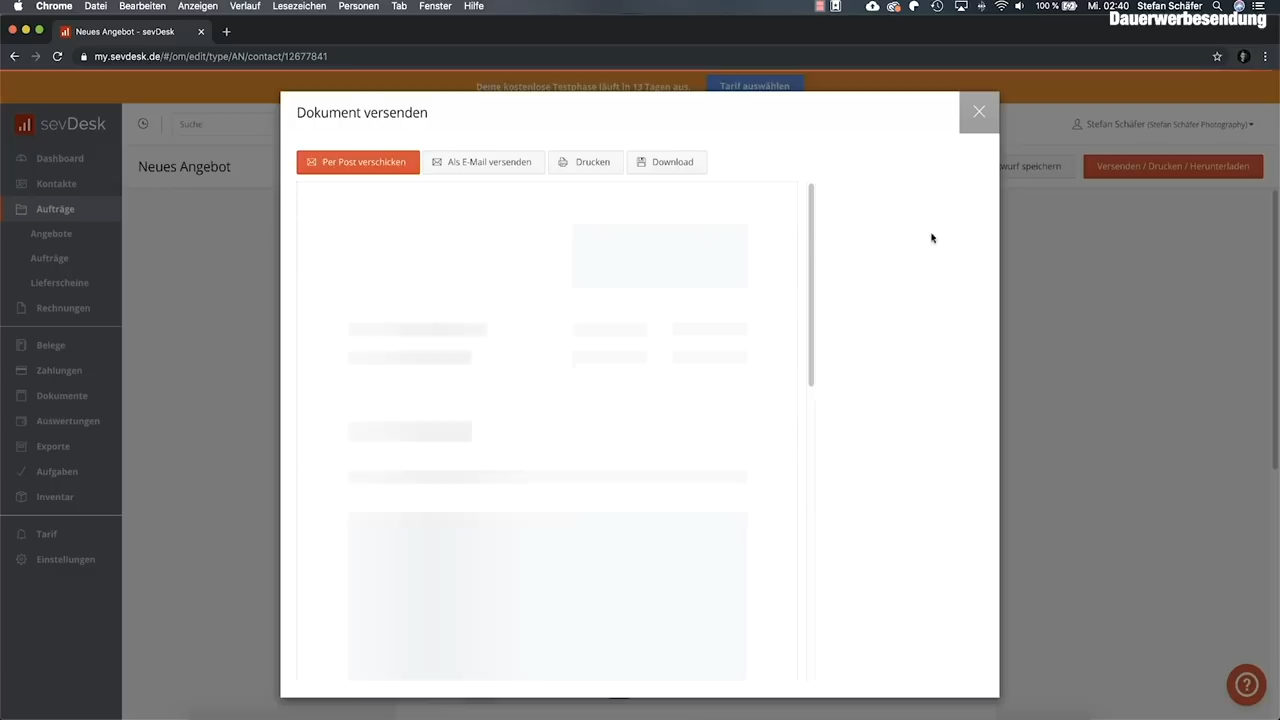 Chrome Datei Bearbeiten Anzeigen Verlauf Lesezeichen Personen Tab Fenster Hilfe
100 % Mi. 02:40 Stefan Schäfer
Dauerwerbesendung
Neues Angebot - sevDesk
my.sevdesk.de/#/om/edit/type/AN/contact/12677841
Deine kostenlose Testphase läuft in 13 Tagen aus.
Tarif auswählen
Dokument versenden
sevDesk
Suche
Stefan Schäfer (Stefan Schäfer Photography)
Neues Angebot
wurf speichern
Versenden / Drucken / Herunterladen
Per Post verschicken
Als E-Mail versenden
Drucken
Download
Dashboard
Kontakte
Aufträge
Angebote
Aufträge
Lieferscheine
Rechnungen
Belege
Zahlungen
Dokumente
Auswertungen
Exporte
Aufgaben
Inventar
Tarif
Einstellungen